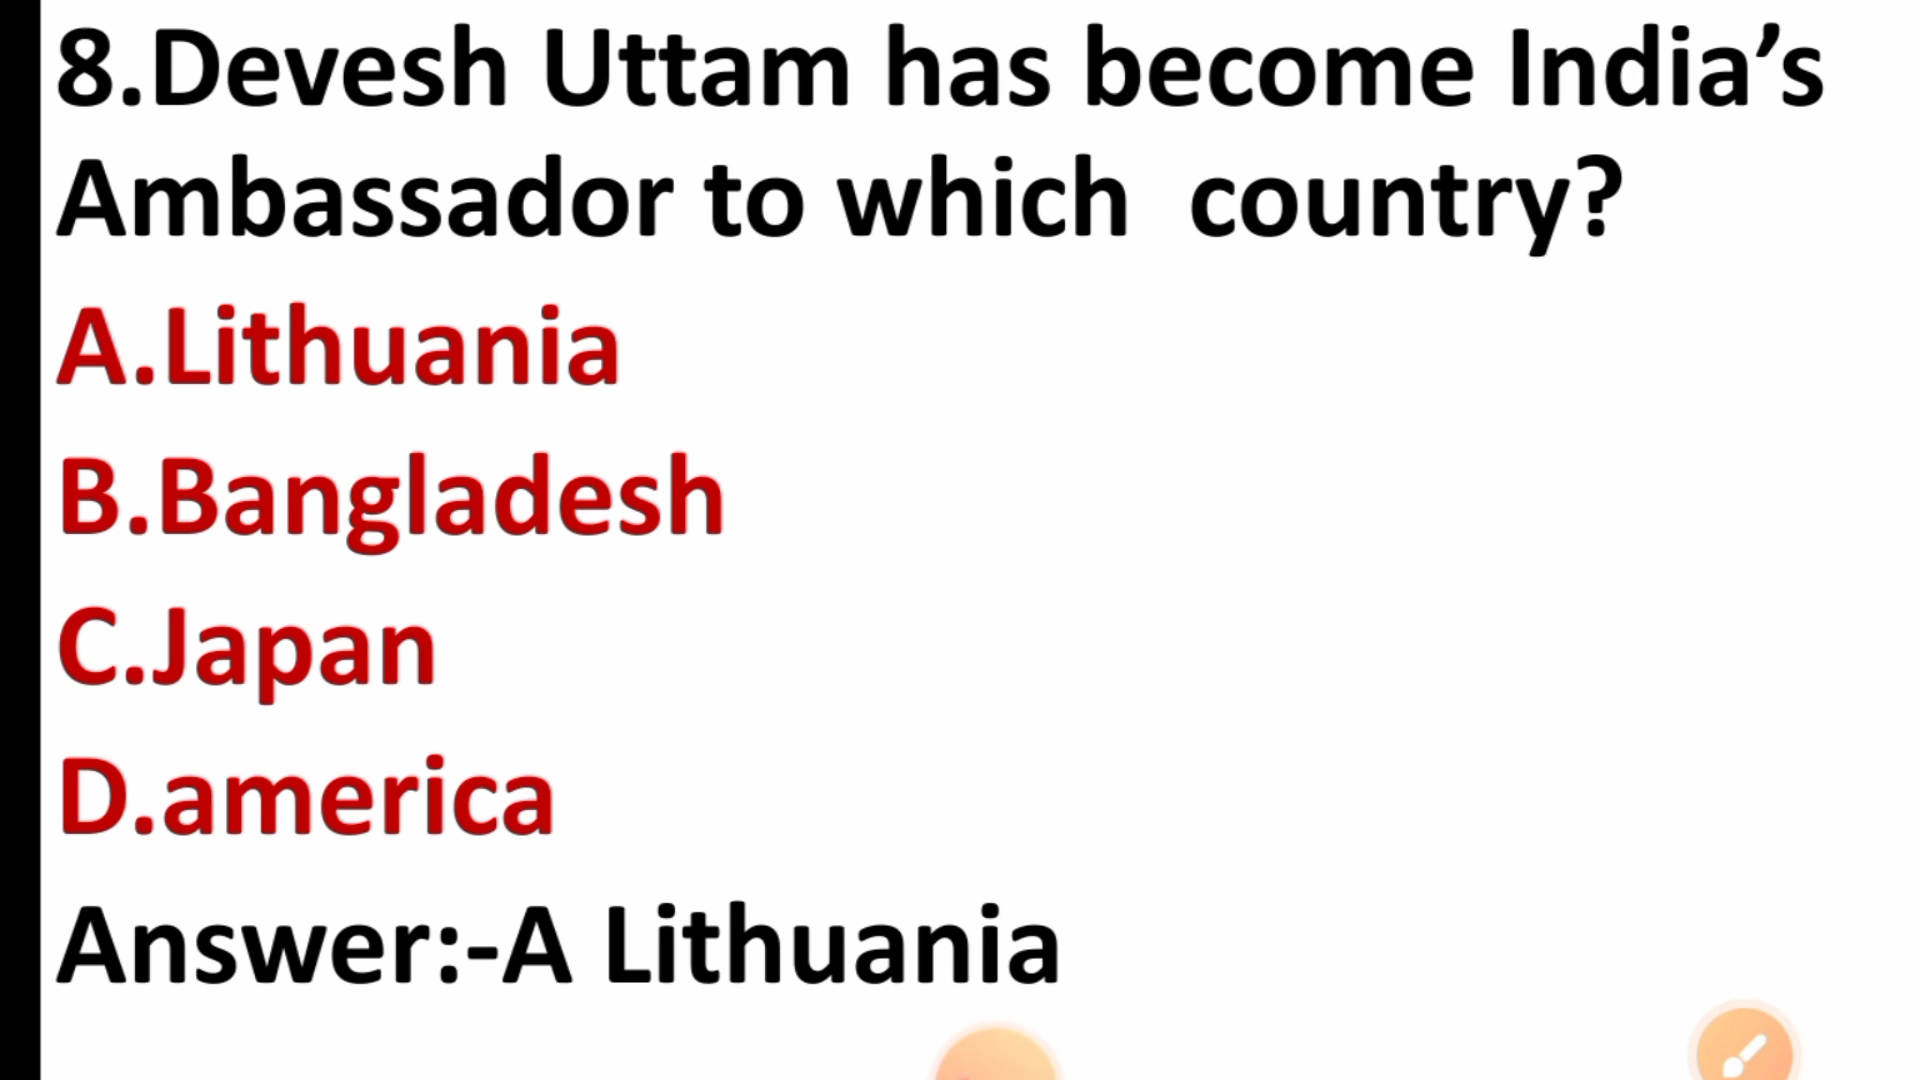 8.Devesh Uttam has become India’s
Ambassador to which  country?
A.Lithuania
B.Bangladesh
C.Japan
D.america
Answer:-A Lithuania